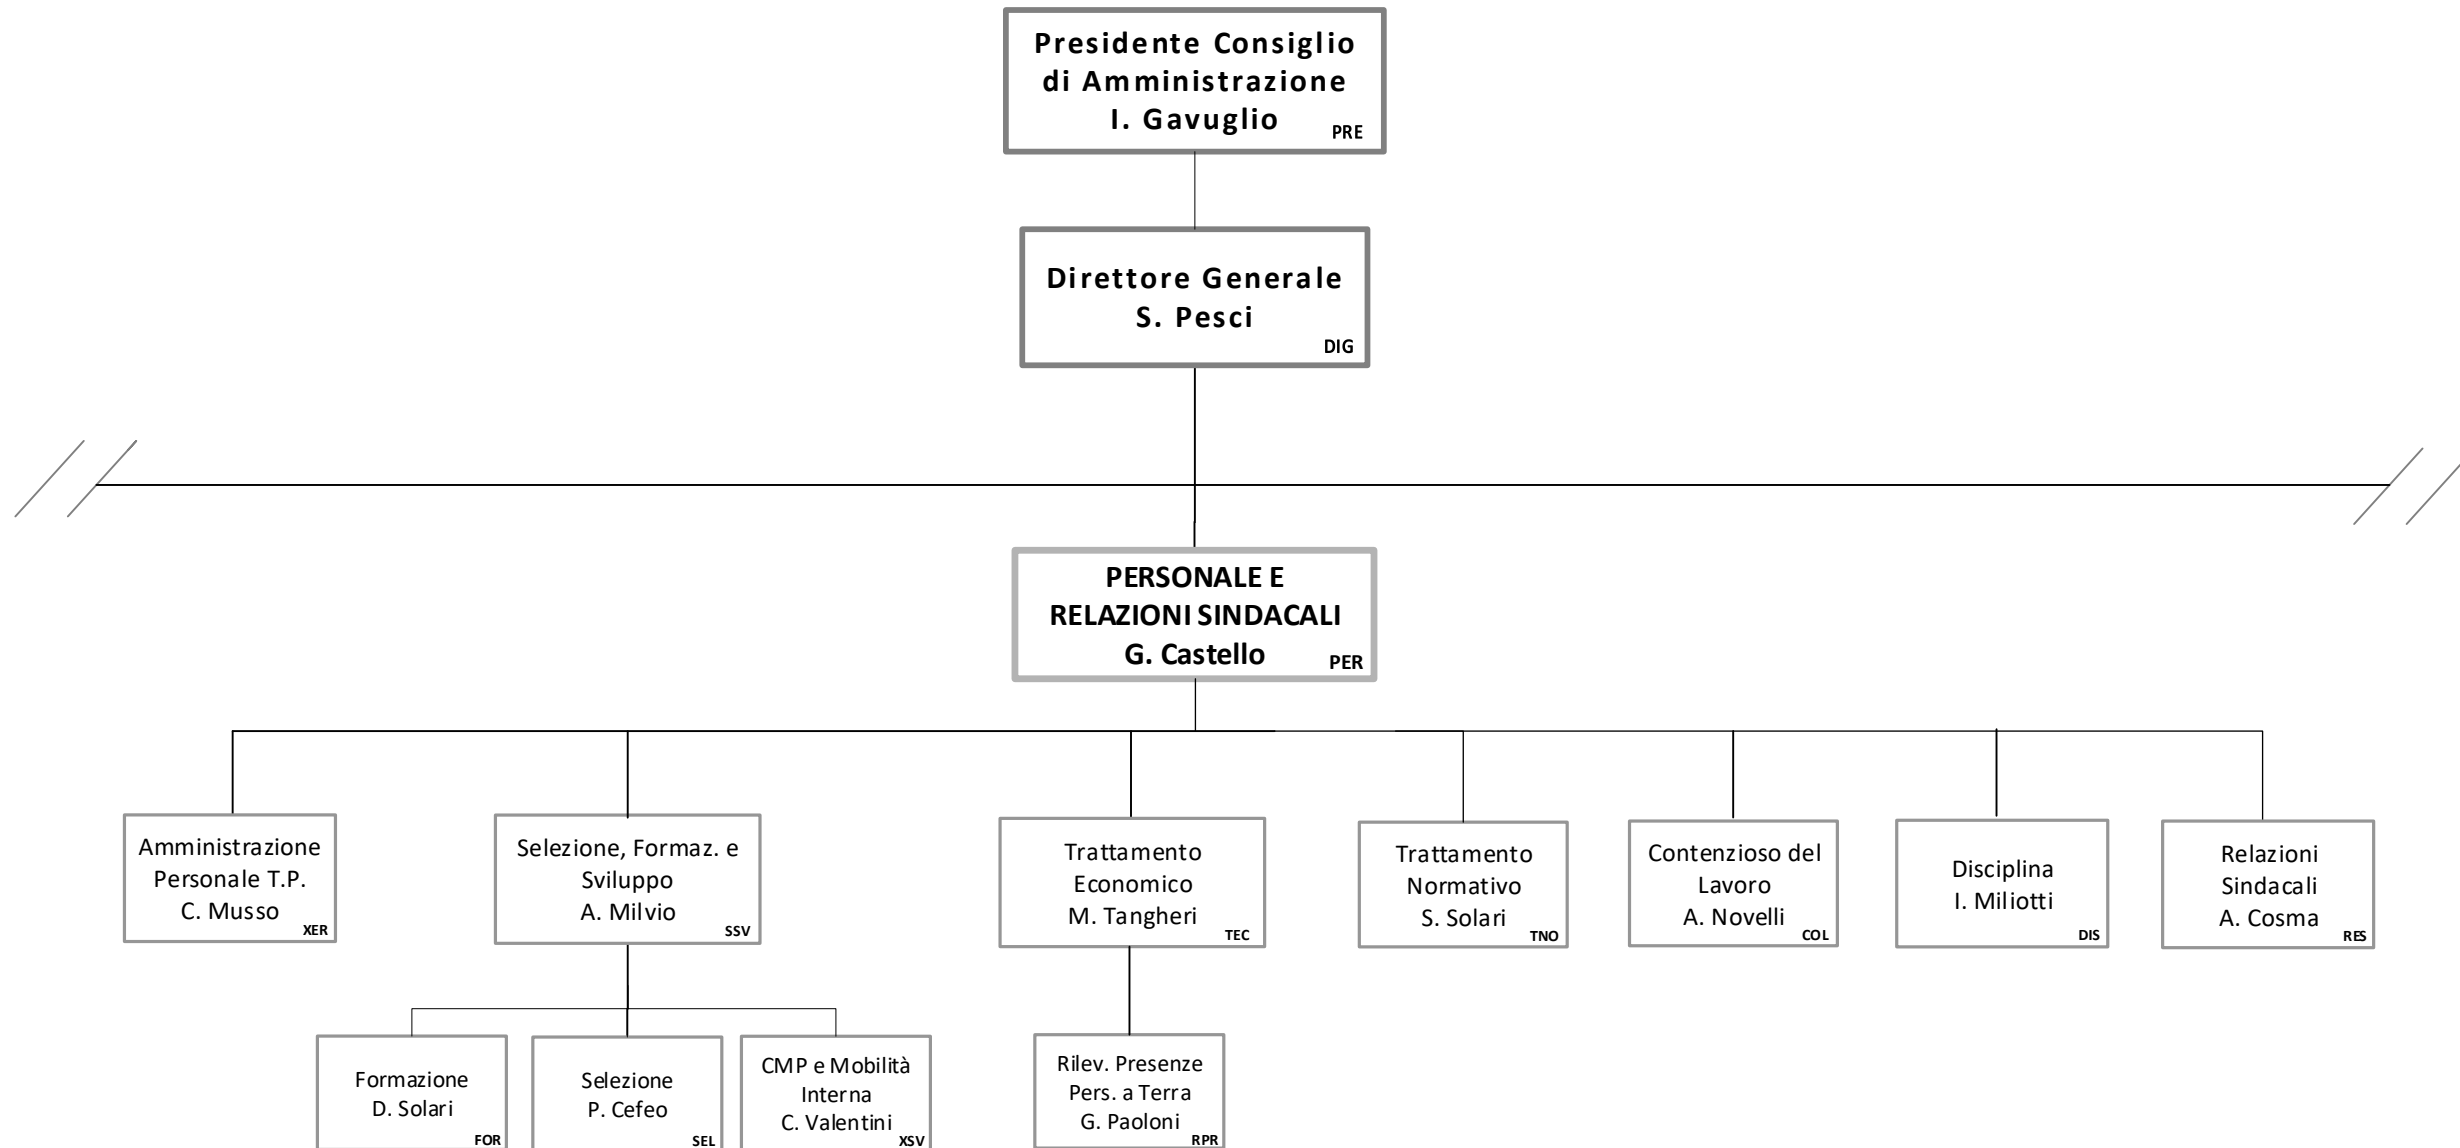 Presidente Consiglio
di Amministrazione
I. Gavuglio
PRE
Direttore Generale
S. Pesci
DIG
PERSONALE E
RELAZIONI SINDACALI
G. Castello
PER
Amministrazione
Personale T.P.
C. Musso
XER
Selezione, Formaz. e
Sviluppo
A. Milvio
SSV
Trattamento
Economico
M. Tangheri
TEC
Trattamento
Normativo
S. Solari
TNO
Contenzioso del
Lavoro
A. Novelli
COL
Disciplina
I. Miliotti
DIS
Relazioni
Sindacali
A. Cosma
RES
Formazione
D. Solari
FOR
Selezione
P. Cefeo
SEL
CMP e Mobilità
Interna
C. Valentini
XSV
Rilev. Presenze
Pers. a Terra
G. Paoloni
RPR